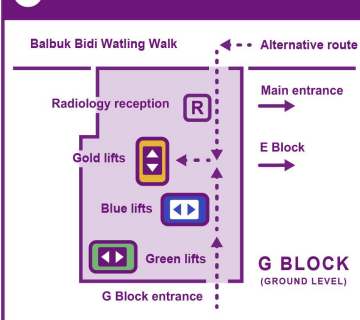 Balbuk Bidi Watling Walk
Alternative route
Main entrance
Radiology reception
R
E Block
Gold lifts
Blue lifts
Green lifts
G BLOCK
(GROUND LEVEL)
G Block entrance